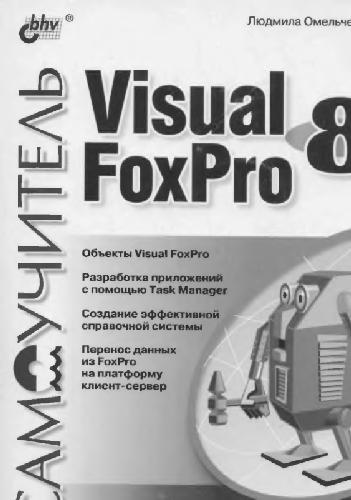 bhv®
Людмила Омельче
САМОУЧИТЕЛЬ
Visual
FoxPro 8
Объекты Visual FoxPro
Разработка приложений
с помощью Task Manager
Создание эффективной
справочной системы
Перенос данных
из FoxPro
на платформу
клиент-сервер